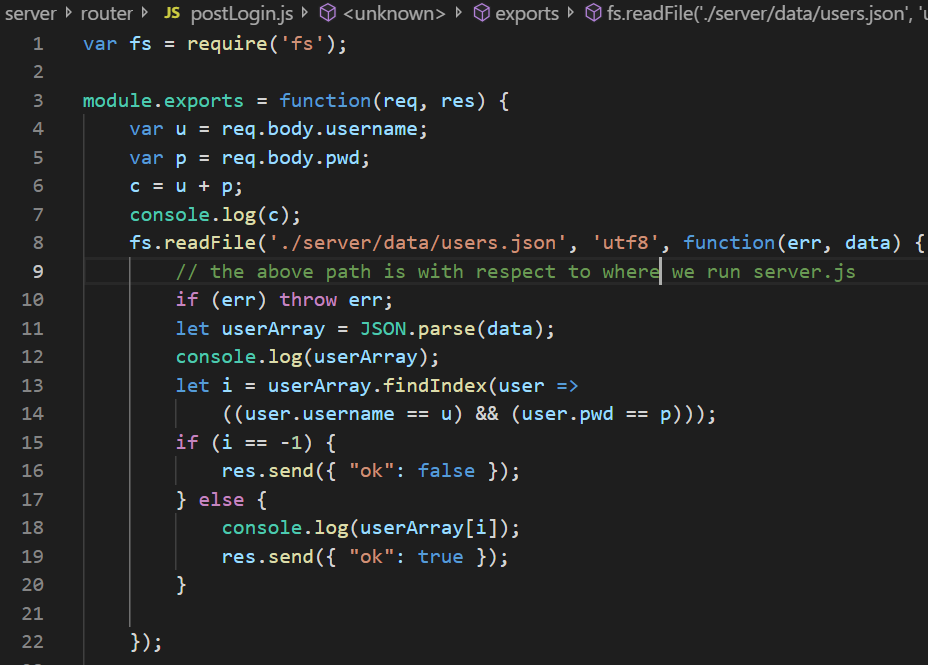 server > router > JS postLogin.js > <unknown> > exports > fs.readFile('./server/data/users.json', '
1 var fs = require('fs');
2
3 module.exports = function(req, res) {
4     var u = req.body.username;
5     var p = req.body.pwd;
6     c = u + p;
7     console.log(c);
8     fs.readFile('./server/data/users.json', 'utf8', function(err, data) {
9         // the above path is with respect to where we run server.js
10         if (err) throw err;
11         let userArray = JSON.parse(data);
12         console.log(userArray);
13         let i = userArray.findIndex(user =>
14             ((user.username == u) && (user.pwd == p)));
15         if (i == -1) {
16             res.send({ "ok": false });
17         } else {
18             console.log(userArray[i]);
19             res.send({ "ok": true });
20         }
21
22     });